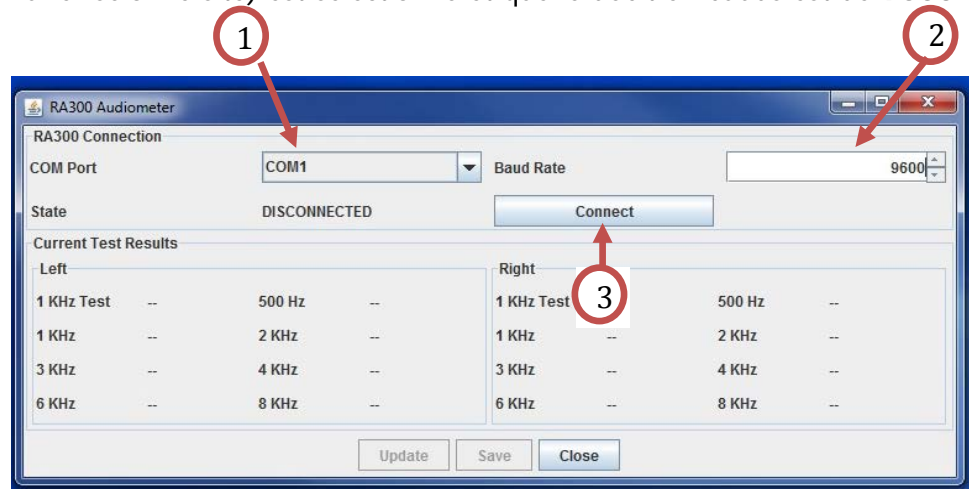 1
2
RA300 Audiometer
RA300 Connection
COM Port COM1 Baud Rate 9600
State DISCONNECTED Connect
Current Test Results
Left Right
1 KHz Test -- 500 Hz -- 1 KHz Test 500 Hz --
3
1 KHz -- 2 KHz -- 1 KHz -- 2 KHz --
3 KHz -- 4 KHz -- 3 KHz -- 4 KHz --
6 KHz -- 8 KHz -- 6 KHz -- 8 KHz --
Update Save Close